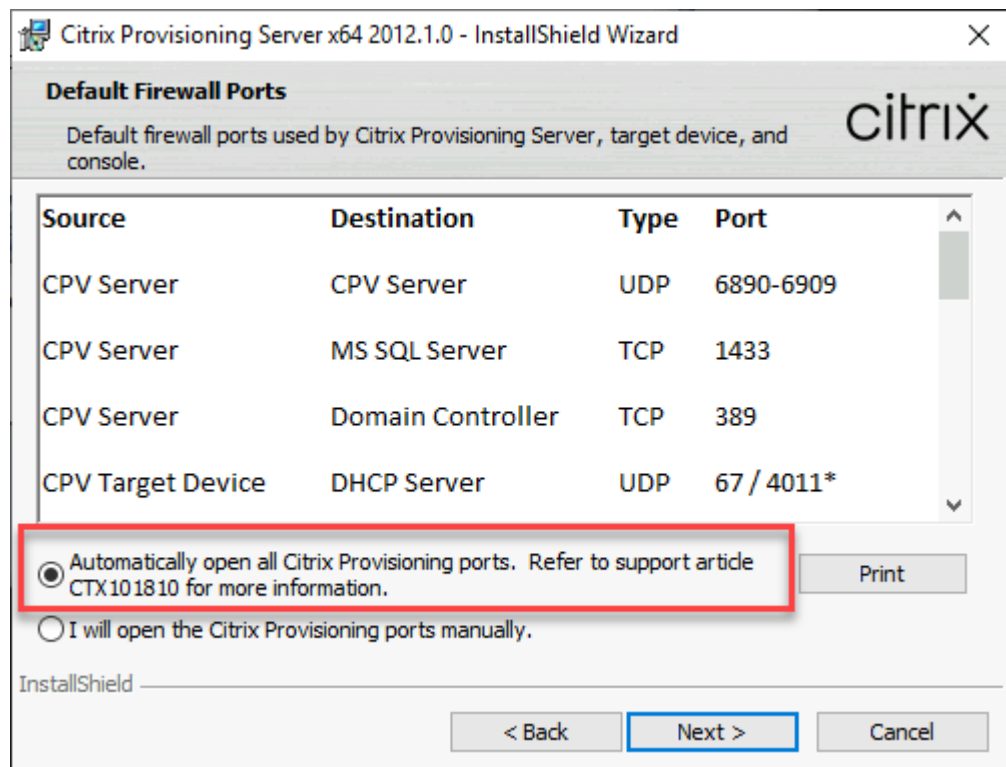 Citrix Provisioning Server x64 2012.1.0 - InstallShield Wizard
Default Firewall Ports
Default firewall ports used by Citrix Provisioning Server, target device, and
console.
citrix
Source Destination Type Port
CPV Server CPV Server UDP 6890-6909
CPV Server MS SQL Server TCP 1433
CPV Server Domain Controller TCP 389
CPV Target Device DHCP Server UDP 67 / 4011*
Automatically open all Citrix Provisioning ports.  Refer to support article
CTX101810 for more information.
Print
I will open the Citrix Provisioning ports manually.
InstallShield
< Back Next > Cancel